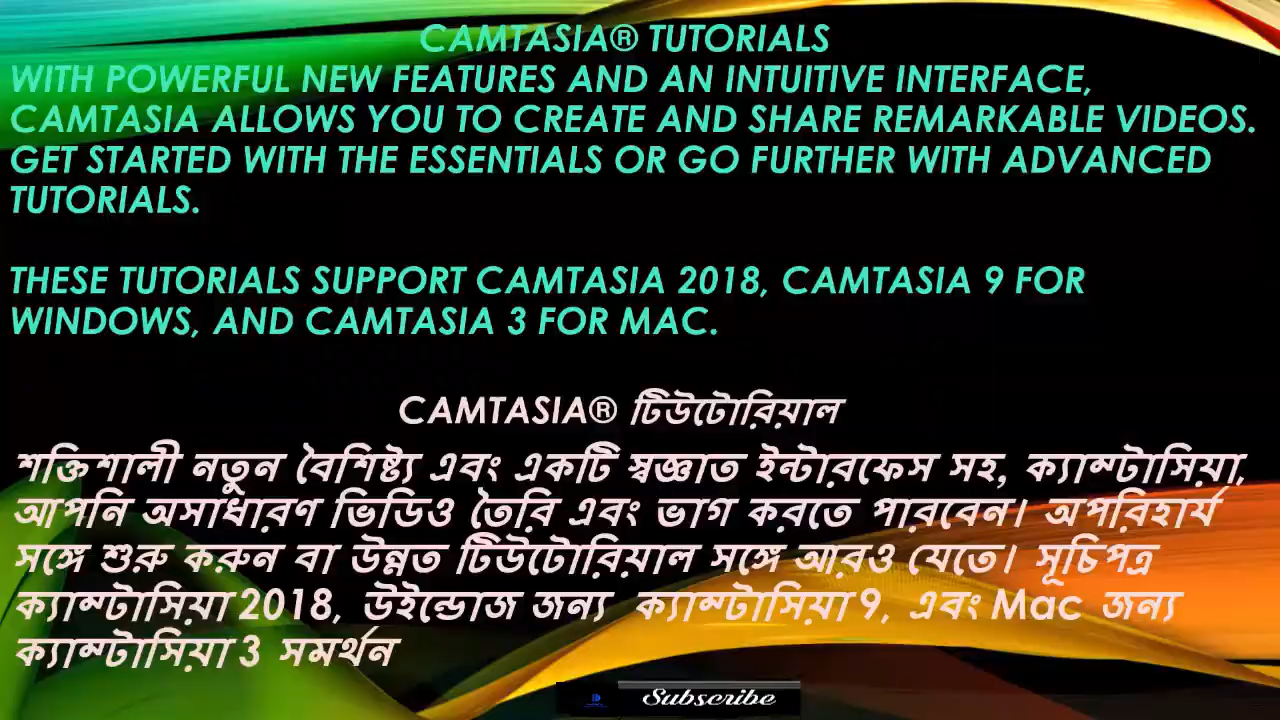 CAMTASIA® TUTORIALS
WITH POWERFUL NEW FEATURES AND AN INTUITIVE INTERFACE,
CAMTASIA ALLOWS YOU TO CREATE AND SHARE REMARKABLE VIDEOS.
GET STARTED WITH THE ESSENTIALS OR GO FURTHER WITH ADVANCED
TUTORIALS.
THESE TUTORIALS SUPPORT CAMTASIA 2018, CAMTASIA 9 FOR
WINDOWS, AND CAMTASIA 3 FOR MAC.
CAMTASIA® টিউটোরিয়াল
শক্তিশালী নতুন বৈশিষ্ট্য এবং একটি স্বজ্ঞাত ইন্টারফেস সহ, ক্যাম্টাসিয়া,
আপনি অসাধারণ ভিডিও তৈরি এবং ভাগ করতে পারবেন। অপরিহার্য
সঙ্গে শুরু করুন বা উন্নত টিউটোরিয়াল সঙ্গে আরও যেতে। সূচিপত্র
ক্যাম্টাসিয়া 2018, উইন্ডোজ জন্য ক্যাম্টাসিয়া 9, এবং Mac জন্য
ক্যাম্টাসিয়া 3 সমর্থন
Subscribe